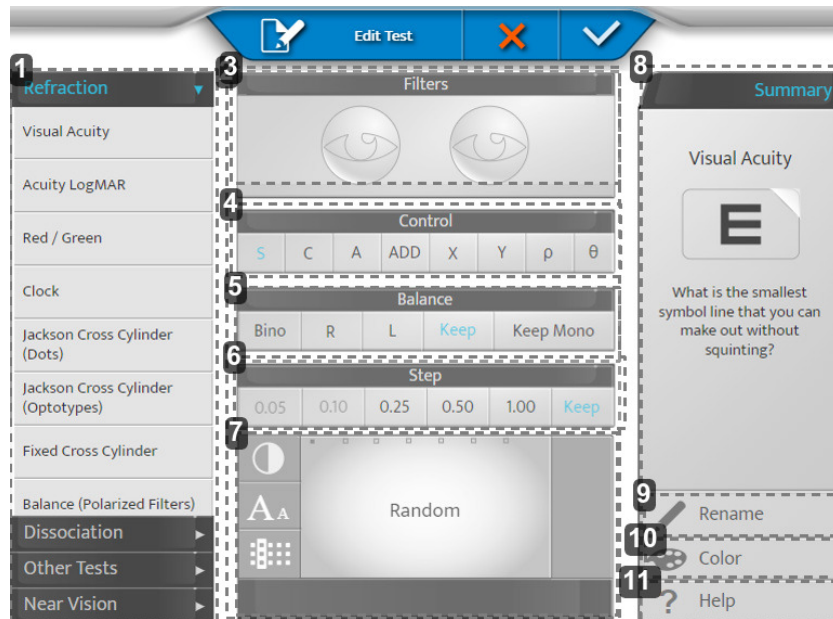 Edit Test
1
Refraction
Visual Acuity
Acuity LogMAR
Red / Green
Clock
Jackson Cross Cylinder
(Dots)
Jackson Cross Cylinder
(Optotypes)
Fixed Cross Cylinder
Balance (Polarized Filters)
Dissociation
Other Tests
Near Vision
3
Filters
4
Control
S C A ADD X Y ρ θ
5
Balance
Bino R L Keep Keep Mono
6
Step
0.05 0.10 0.25 0.50 1.00 Keep
7
AA
Random
8
Summary
Visual Acuity
E
What is the smallest
symbol line that you can
make out without
squinting?
9
Rename
10
Color
11
? Help